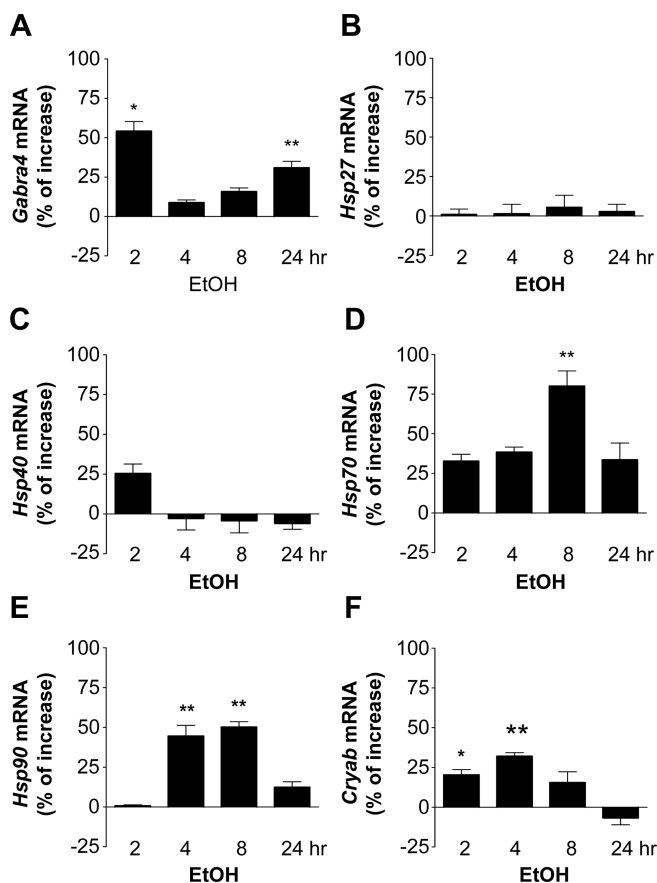 A
Gabra4 mRNA
(% of increase)
100
75
50
25
0
-25
*
**
2 4 8 24 hr
EtOH
B
Hsp27 mRNA
(% of increase)
100
75
50
25
0
-25
2 4 8 24 hr
EtOH
C
Hsp40 mRNA
(% of increase)
100
75
50
25
0
-25
2 4 8 24 hr
EtOH
D
Hsp70 mRNA
(% of increase)
100
75
50
25
0
-25
**
2 4 8 24 hr
EtOH
E
Hsp90 mRNA
(% of increase)
100
75
50
25
0
-25
** **
2 4 8 24 hr
EtOH
F
Cryab mRNA
(% of increase)
100
75
50
25
0
-25
* **
2 4 8 24 hr
EtOH